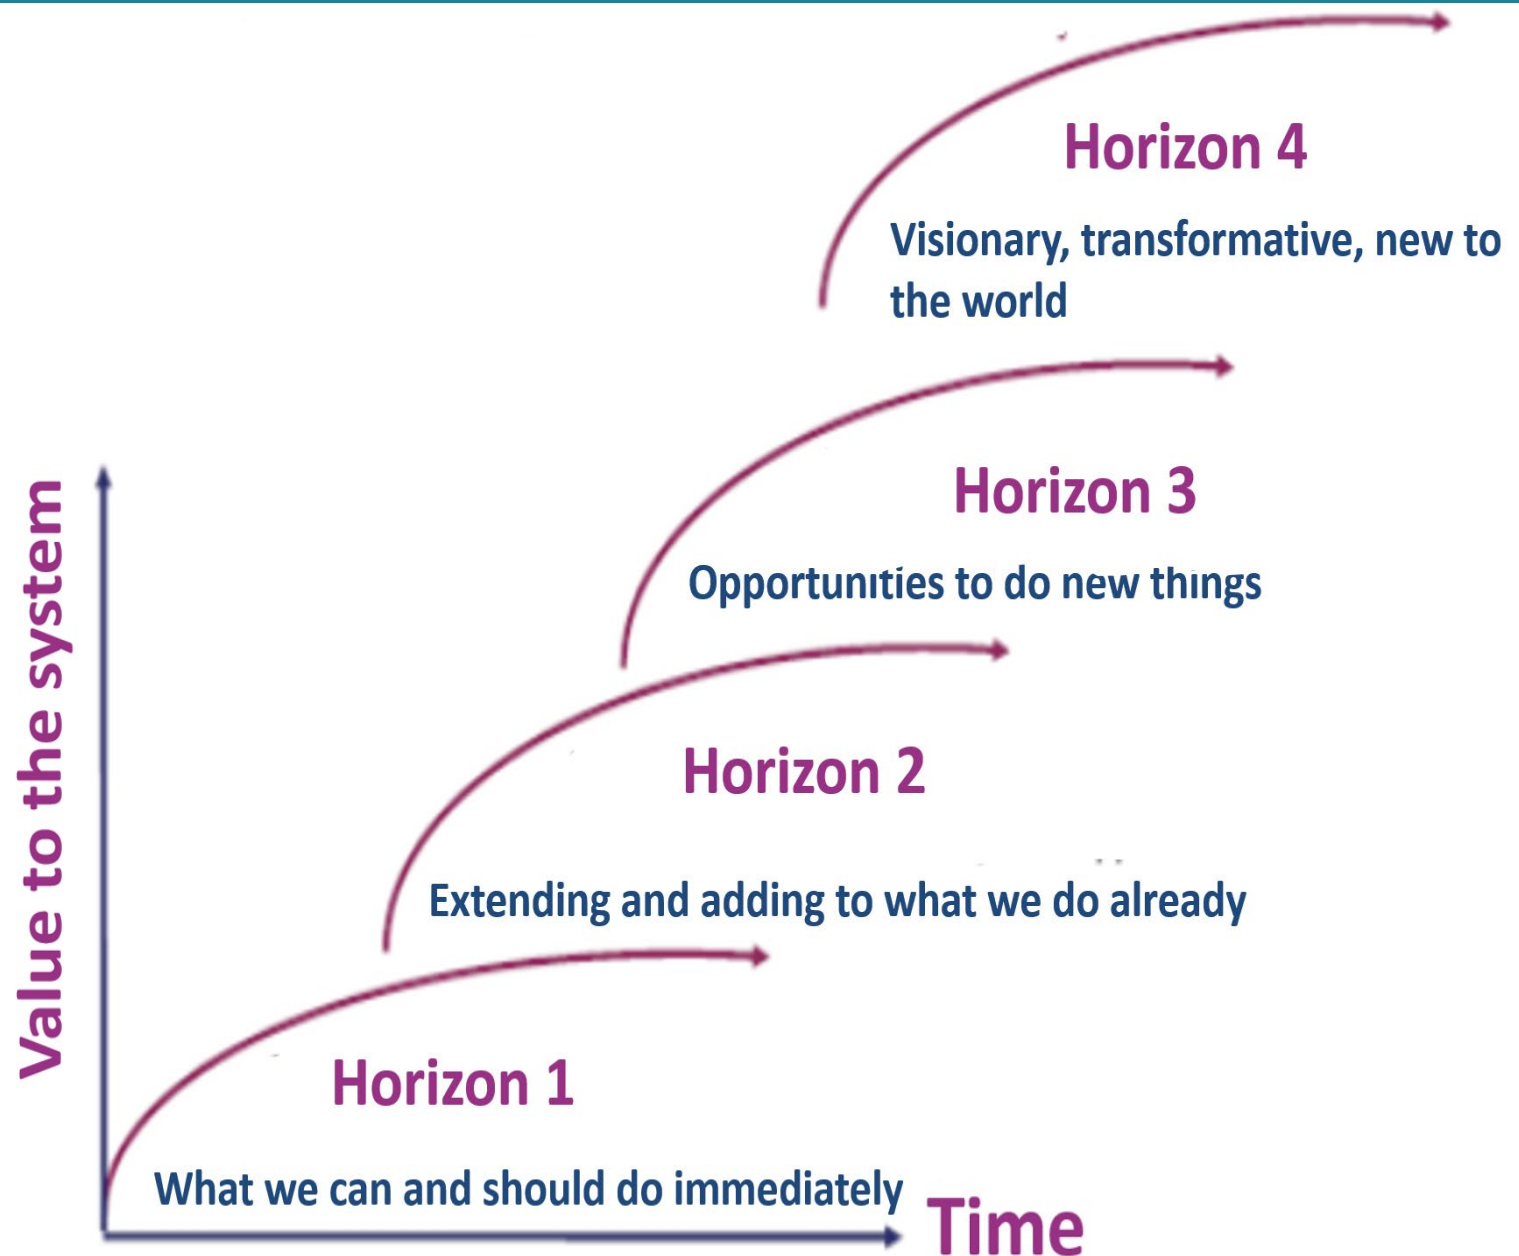 Horizon 4
Visionary, transformative, new to
the world
Horizon 3
Opportunities to do new things
Horizon 2
Extending and adding to what we do already
Horizon 1
What we can and should do immediately
Value to the system
Time